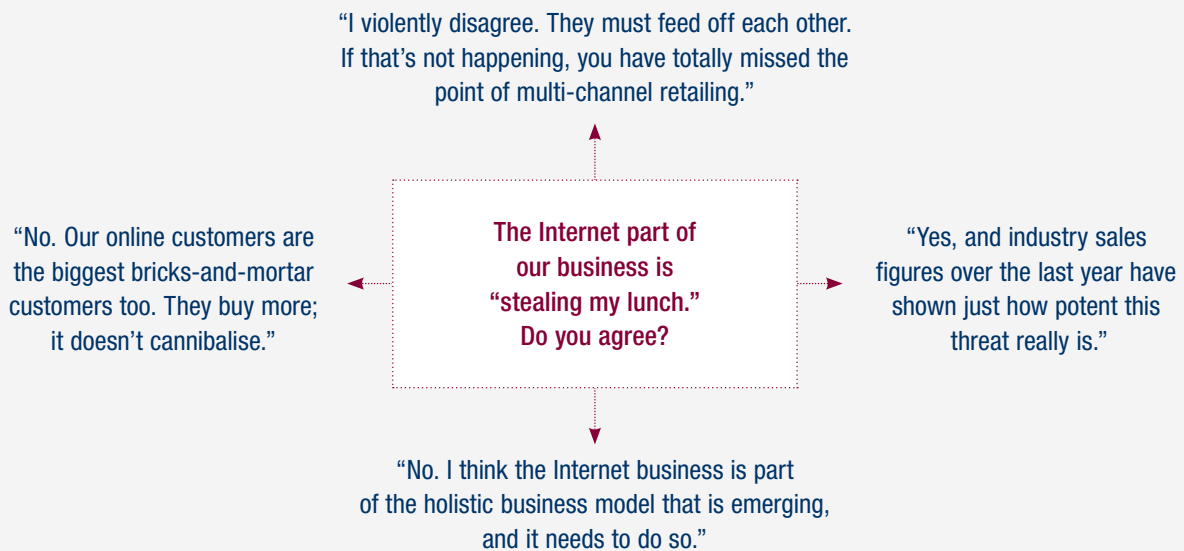 “I violently disagree. They must feed off each other.
If that’s not happening, you have totally missed the
point of multi-channel retailing.”
“No. Our online customers are
the biggest bricks-and-mortar
customers too. They buy more;
it doesn’t cannibalise.”
The Internet part of
our business is
“stealing my lunch.”
Do you agree?
“Yes, and industry sales
figures over the last year have
shown just how potent this
threat really is.”
“No. I think the Internet business is part
of the holistic business model that is emerging,
and it needs to do so.”